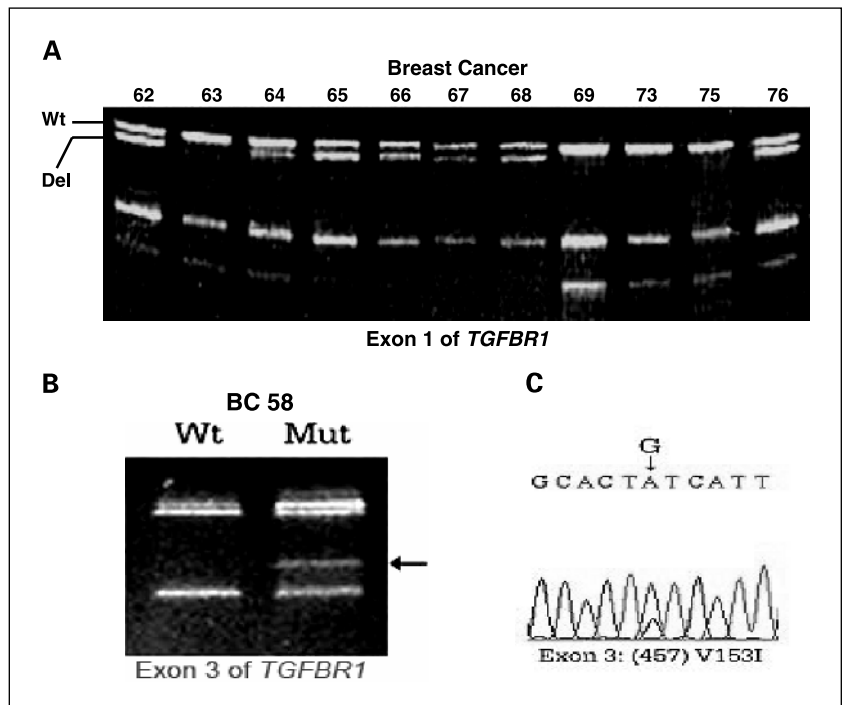 A
Breast Cancer
62 63 64 65 66 67 68 69 73 75 76
Wt
Del
Exon 1 of TGFBR1
B
BC 58
Wt Mut
Exon 3 of TGFBR1
C
G
G C A C T A T C A T T
Exon 3: (457) V153I